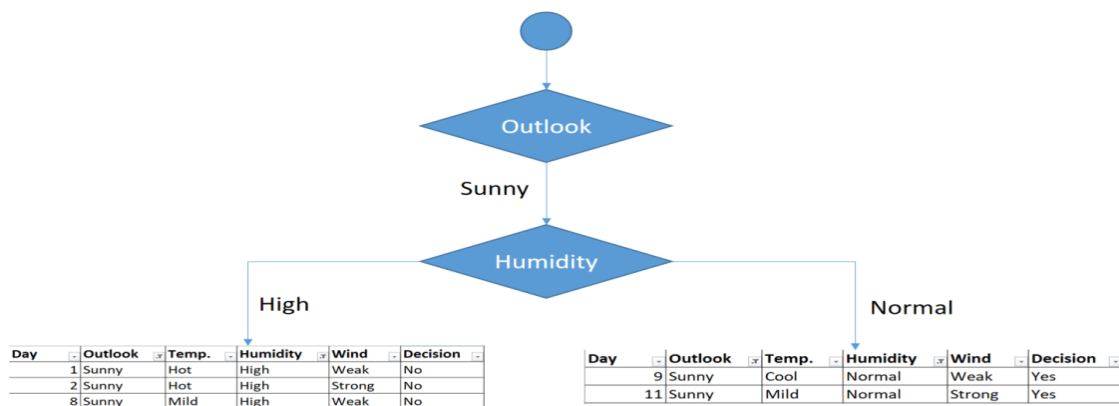 Outlook
Sunny
Humidity
High
Normal
Day Outlook Temp. Humidity Wind Decision
1 Sunny Hot High Weak No
2 Sunny Hot High Strong No
8 Sunny Mild High Weak No
Day Outlook Temp. Humidity Wind Decision
9 Sunny Cool Normal Weak Yes
11 Sunny Mild Normal Strong Yes